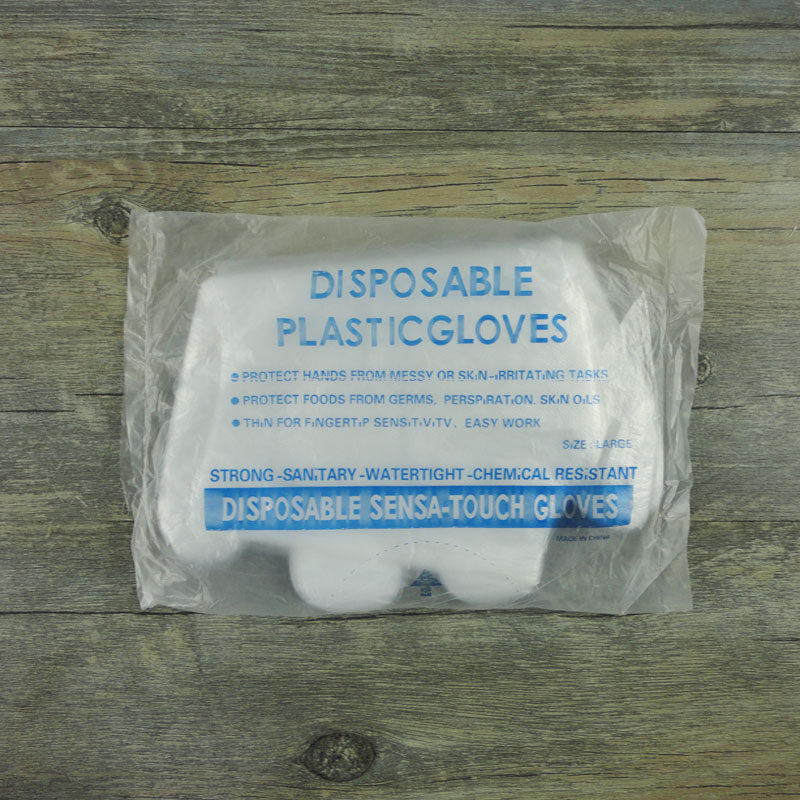 DISPOSABLE
PLASTICGLOVES
● PROTECT HANDS FROM MESSY OR SKIN-IRRITATING TASKS
● PROTECT FOODS FROM GERMS, PERSPIRATION, SKIN OILS
● THIN FOR FINGERTIP SENSITIVITV, EASY WORK
SIZE : LARGE
STRONG-SANITARY-WATERTIGHT-CHEMICAL RESISTANT
DISPOSABLE SENSA-TOUCH GLOVES
MADE IN CHINA